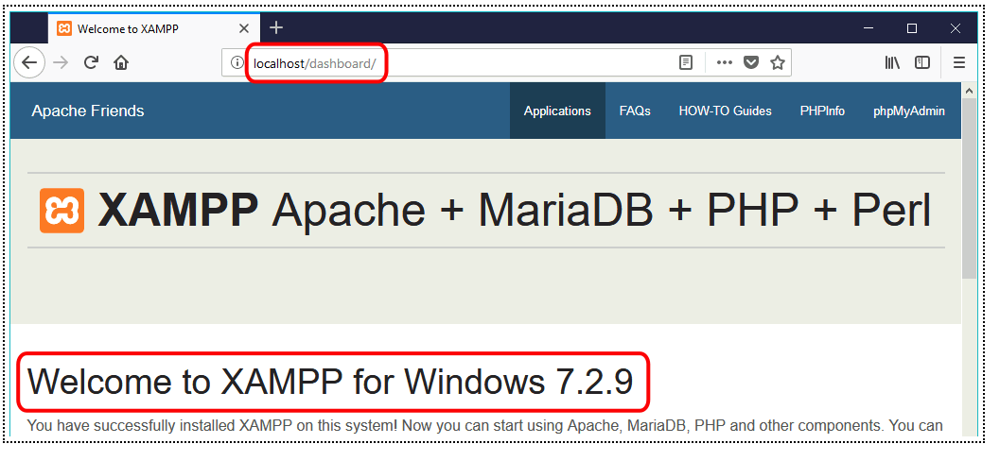 Welcome to XAMPP
localhost/dashboard/
Apache Friends
Applications
FAQs
HOW-TO Guides
PHPInfo
phpMyAdmin
XAMPP Apache + MariaDB + PHP + Perl
Welcome to XAMPP for Windows 7.2.9
You have successfully installed XAMPP on this system! Now you can start using Apache, MariaDB, PHP and other components. You can